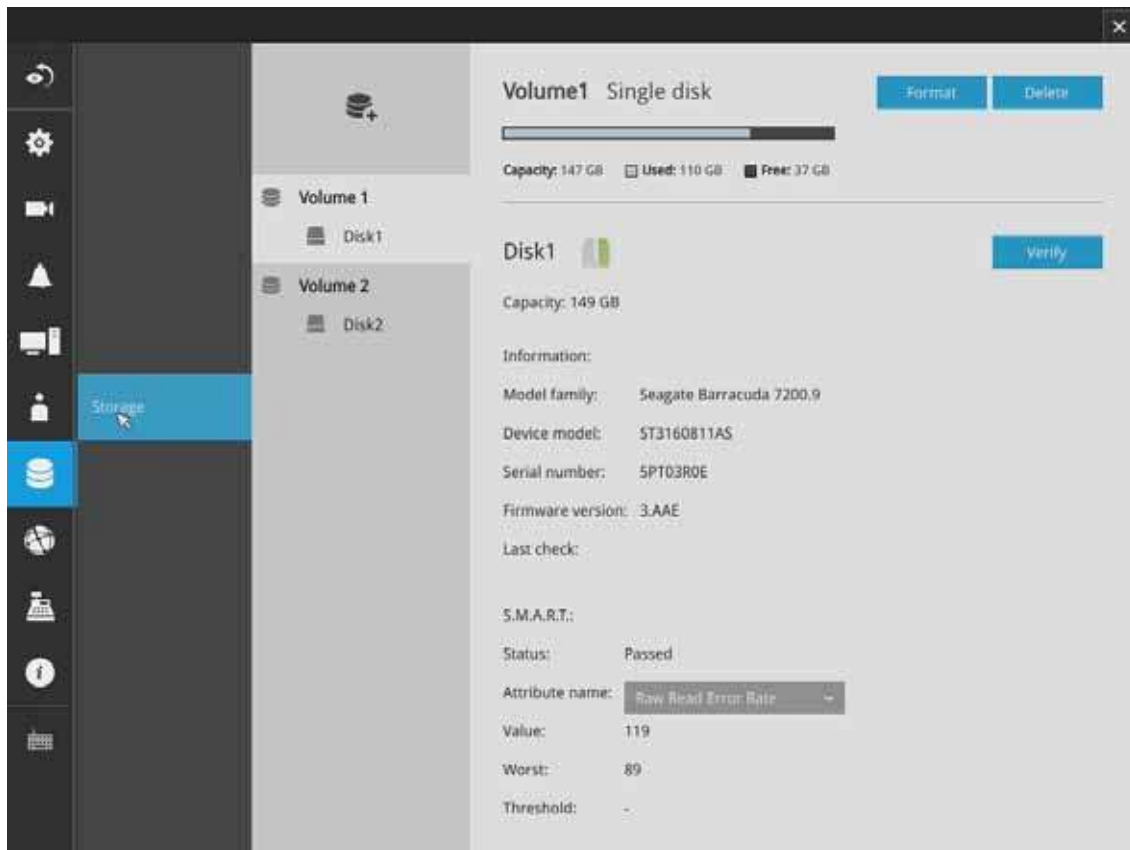 Volume1 Single disk
Format
Delete
Capacity: 147 GB Used: 110 GB Free: 37 GB
Volume 1
Disk1
Volume 2
Disk2
Storage
Disk1
Verify
Capacity: 149 GB
Information:
Model family: Seagate Barracuda 7200.9
Device model: ST3160811AS
Serial number: 5PT03R0E
Firmware version: 3.AAE
Last check:
S.M.A.R.T.:
Status: Passed
Attribute name: Raw Read Error Rate
Value: 119
Worst: 89
Threshold: -